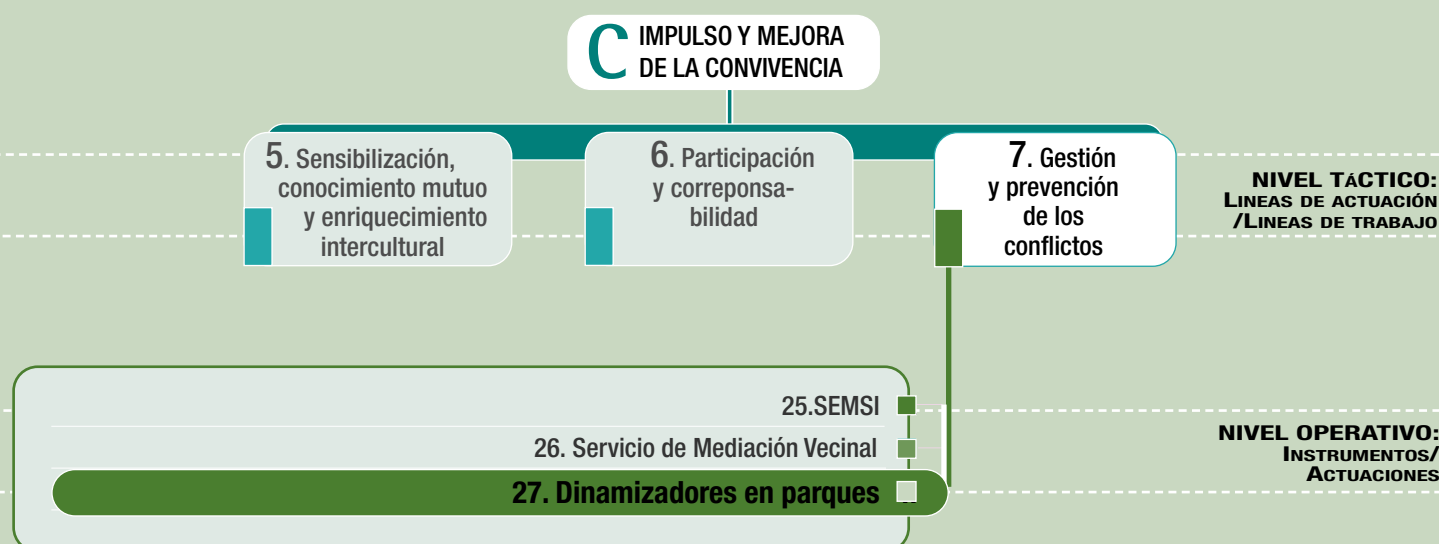 C IMPULSO Y MEJORA
DE LA CONVIVENCIA
5. Sensibilización,
conocimiento mutuo
y enriquecimiento
intercultural
6. Participación
y correponsa-
bilidad
7. Gestión
y prevención
de los
conflictos
NIVEL TÁCTICO:
LINEAS DE ACTUACIÓN
/LINEAS DE TRABAJO
25.SEMSI
26. Servicio de Mediación Vecinal
27. Dinamizadores en parques
NIVEL OPERATIVO:
INSTRUMENTOS/
ACTUACIONES